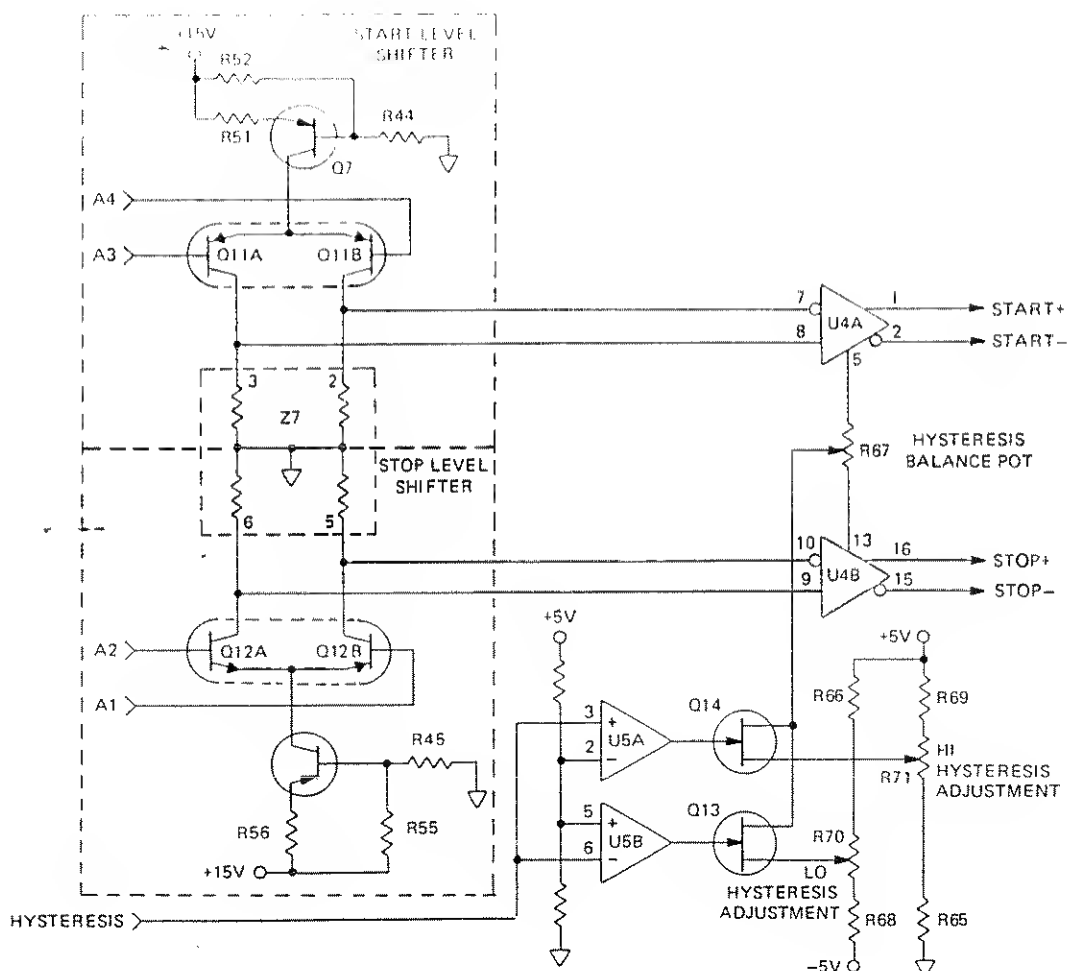 +15V
START LEVEL
SHIFTER
R52
R51
R44
Q7
A4
A3
Q11A
Q11B
7
8
U4A
1
2
5
START+
START−
3
2
Z7
R67
HYSTERESIS
BALANCE POT
STOP LEVEL
SHIFTER
6
5
10
9
13
U4B
16
15
STOP+
STOP−
A2
Q12A
Q12B
A1
+5V
+5V
R66
R69
Q14
3
+
U5A
2
−
R45
HI
R71
HYSTERESIS
ADJUSTMENT
Q13
R56
R55
5
+
U5B
6
−
R70
+15V
LO
HYSTERESIS
ADJUSTMENT
R68
R65
HYSTERESIS
−5V